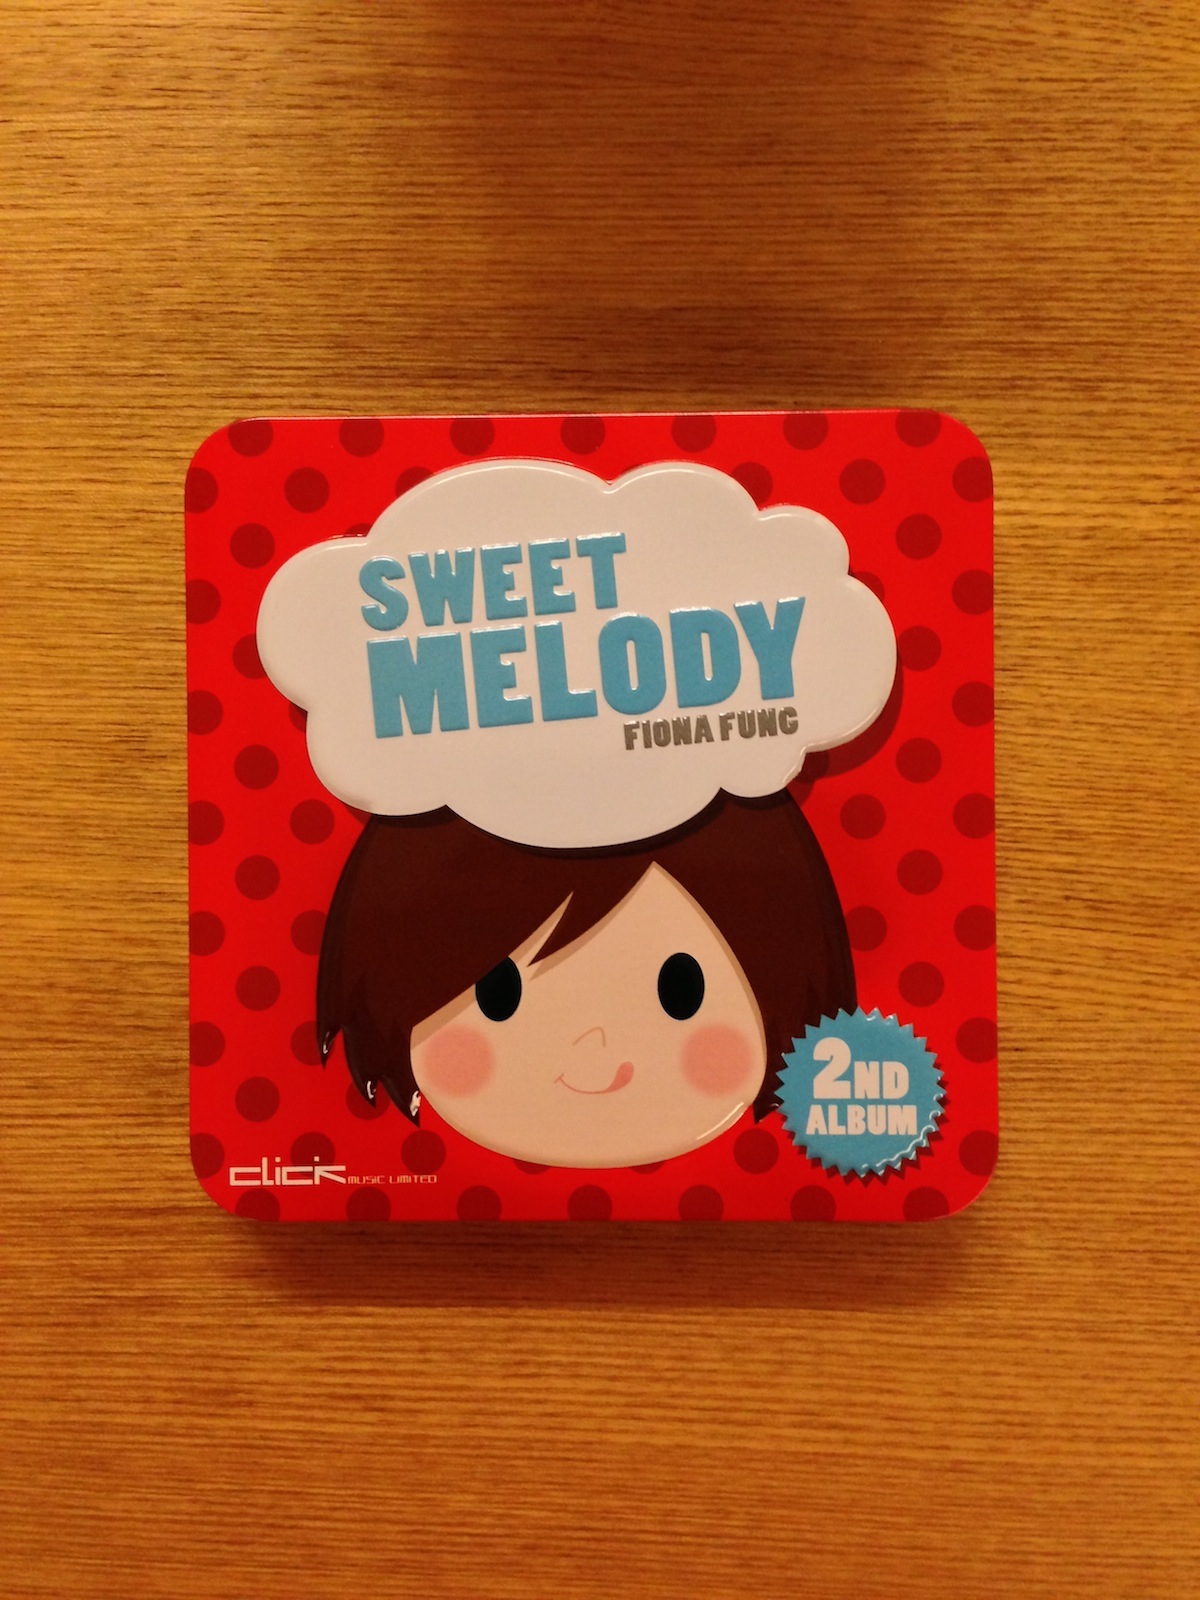 SWEET
MELODY
FIONA FUNG
2ND
ALBUM
click MUSIC LIMITED